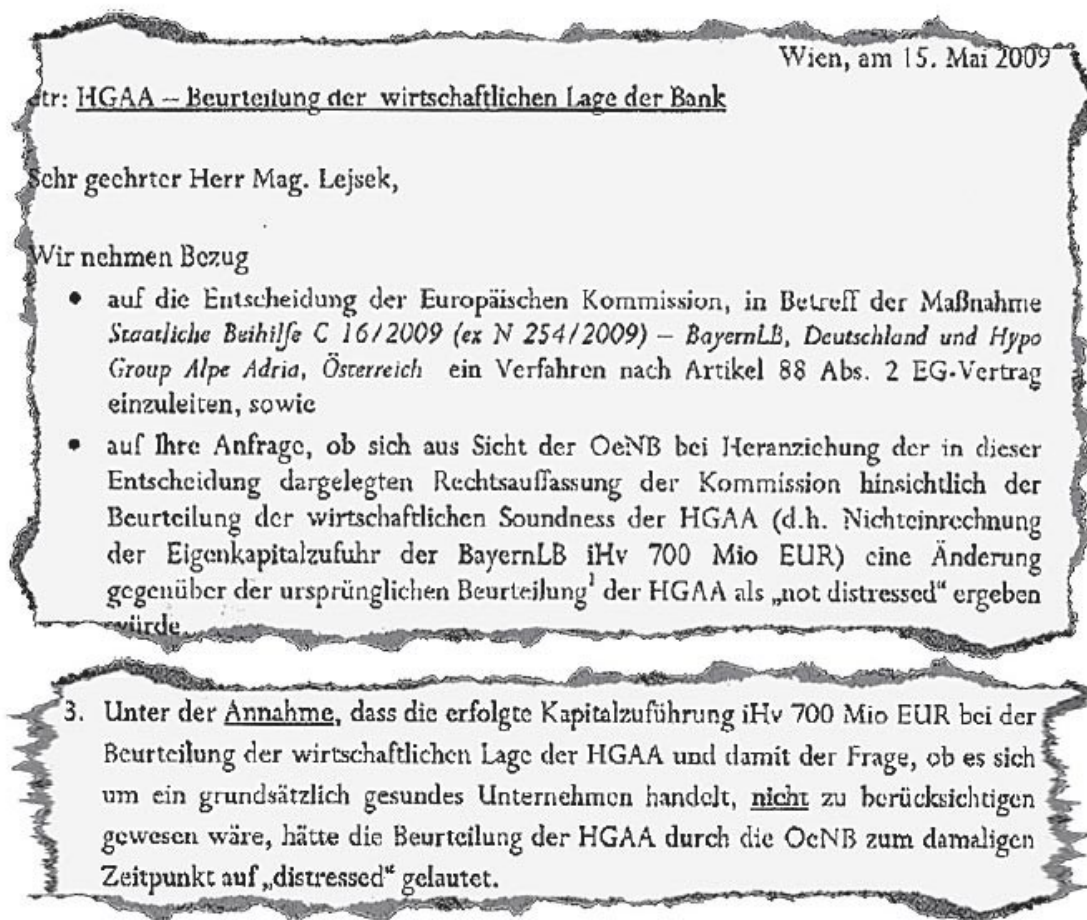 Wien, am 15. Mai 2009
tr: HGAA – Beurteilung der wirtschaftlichen Lage der Bank
Sehr geehrter Herr Mag. Lejsek,
Wir nehmen Bezug
• auf die Entscheidung der Europäischen Kommission, in Betreff der Maßnahme
Staatliche Beihilfe C 16/2009 (ex N 254/2009) – BayernLB, Deutschland und Hypo
Group Alpe Adria, Österreich ein Verfahren nach Artikel 88 Abs. 2 EG-Vertrag
einzuleiten, sowie
• auf Ihre Anfrage, ob sich aus Sicht der OeNB bei Heranziehung der in dieser
Entscheidung dargelegten Rechtsauffassung der Kommission hinsichtlich der
Beurteilung der wirtschaftlichen Soundness der HGAA (d.h. Nichteinrechnung
der Eigenkapitalzufuhr der BayernLB iHv 700 Mio EUR) eine Änderung
gegenüber der ursprünglichen Beurteilung¹ der HGAA als „not distressed“ ergeben
würde.
3. Unter der Annahme, dass die erfolgte Kapitalzuführung iHv 700 Mio EUR bei der
Beurteilung der wirtschaftlichen Lage der HGAA und damit der Frage, ob es sich
um ein grundsätzlich gesundes Unternehmen handelt, nicht zu berücksichtigen
gewesen wäre, hätte die Beurteilung der HGAA durch die OeNB zum damaligen
Zeitpunkt auf „distressed“ gelautet.